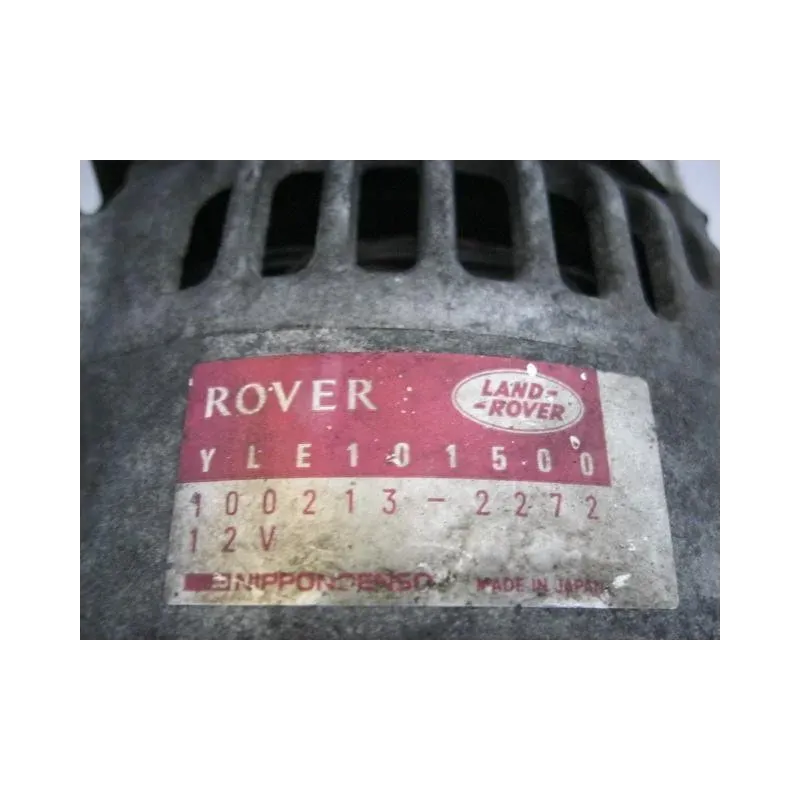 ROVER LAND-ROVER
YLE101500
100213-2272
12V
NIPPONDENSO MADE IN JAPAN